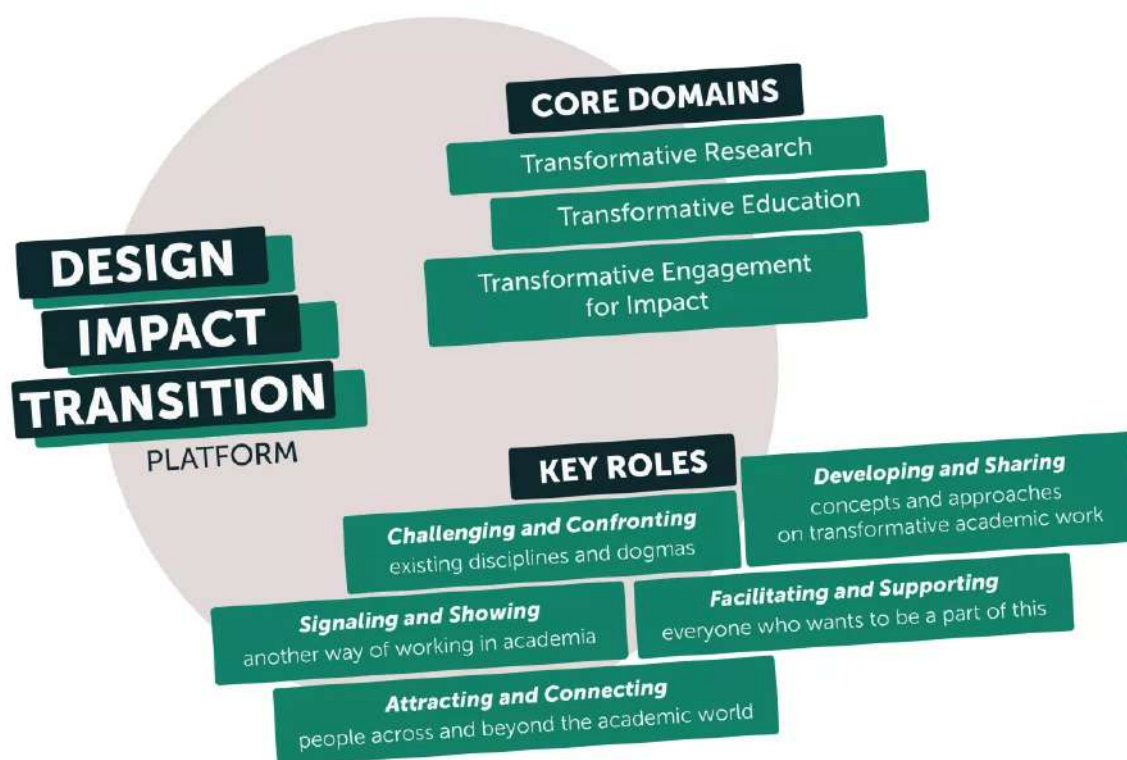 DESIGN
IMPACT
TRANSITION
PLATFORM
CORE DOMAINS
Transformative Research
Transformative Education
Transformative Engagement
for Impact
KEY ROLES
Developing and Sharing
concepts and approaches
on transformative academic work
Challenging and Confronting
existing disciplines and dogmas
Facilitating and Supporting
everyone who wants to be a part of this
Signaling and Showing
another way of working in academia
Attracting and Connecting
people across and beyond the academic world